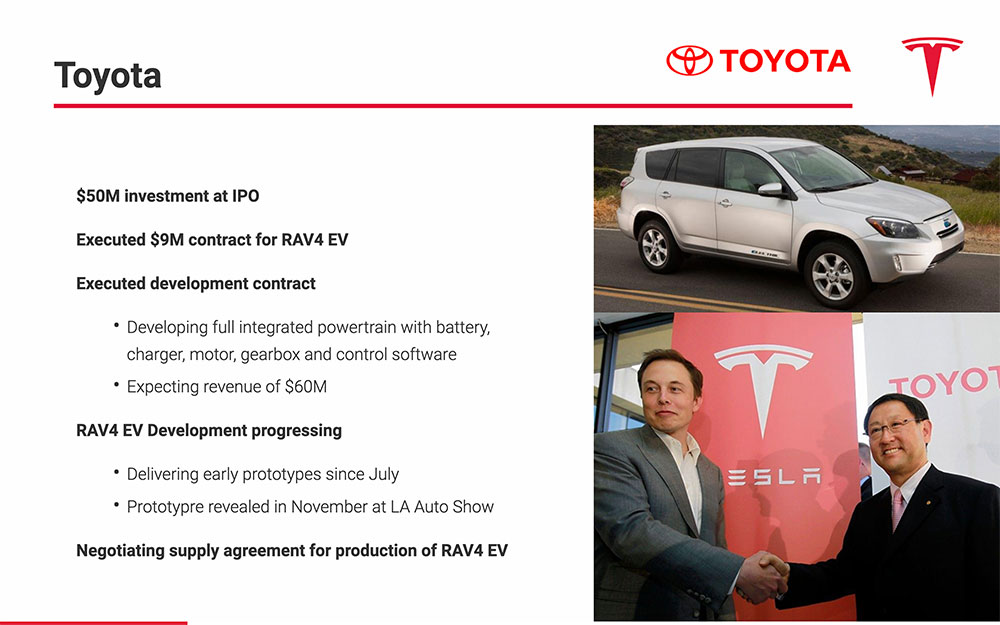 Toyota
TOYOTA
$50M investment at IPO
Executed $9M contract for RAV4 EV
Executed development contract
• Developing full integrated powertrain with battery,
charger, motor, gearbox and control software
• Expecting revenue of $60M
RAV4 EV Development progressing
• Delivering early prototypes since July
• Prototypre revealed in November at LA Auto Show
Negotiating supply agreement for production of RAV4 EV
TOYOT
ESLA